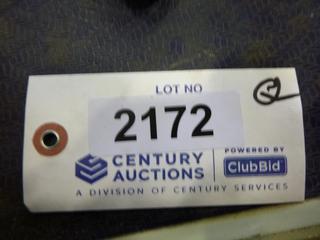 LOT NO
2172
CENTURY
AUCTIONS
POWERED BY
ClubBid
A DIVISION OF CENTURY SERVICES